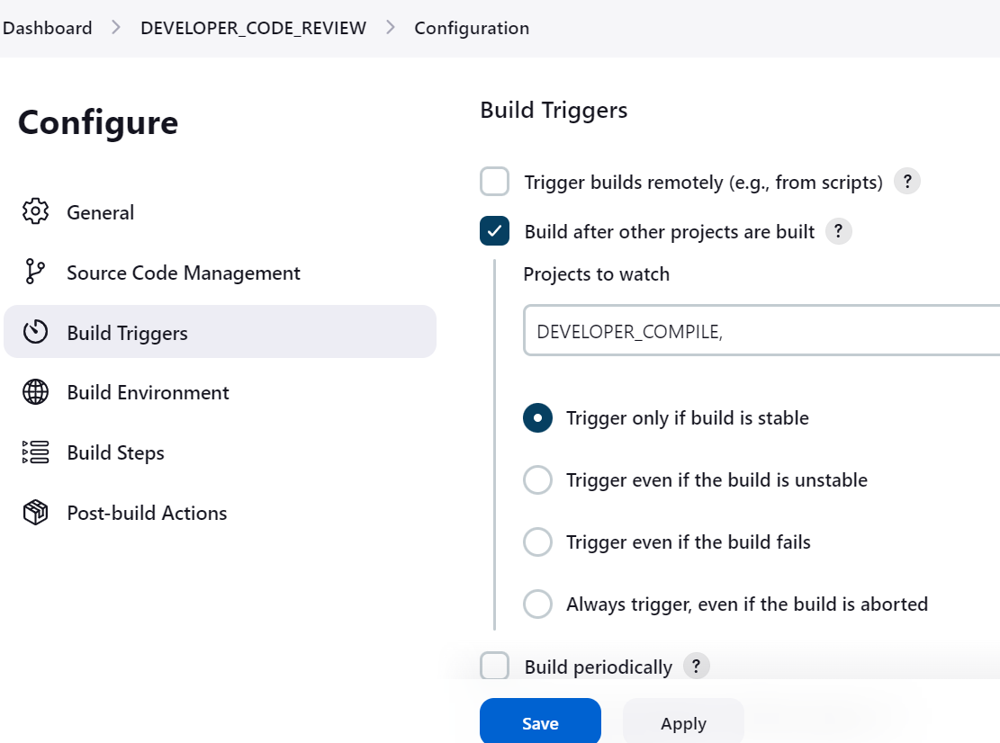 Dashboard > DEVELOPER_CODE_REVIEW > Configuration
Configure
General
Source Code Management
Build Triggers
Build Environment
Build Steps
Post-build Actions
Build Triggers
Trigger builds remotely (e.g., from scripts) ?
Build after other projects are built ?
Projects to watch
DEVELOPER_COMPILE,
Trigger only if build is stable
Trigger even if the build is unstable
Trigger even if the build fails
Always trigger, even if the build is aborted
Build periodically ?
Save
Apply